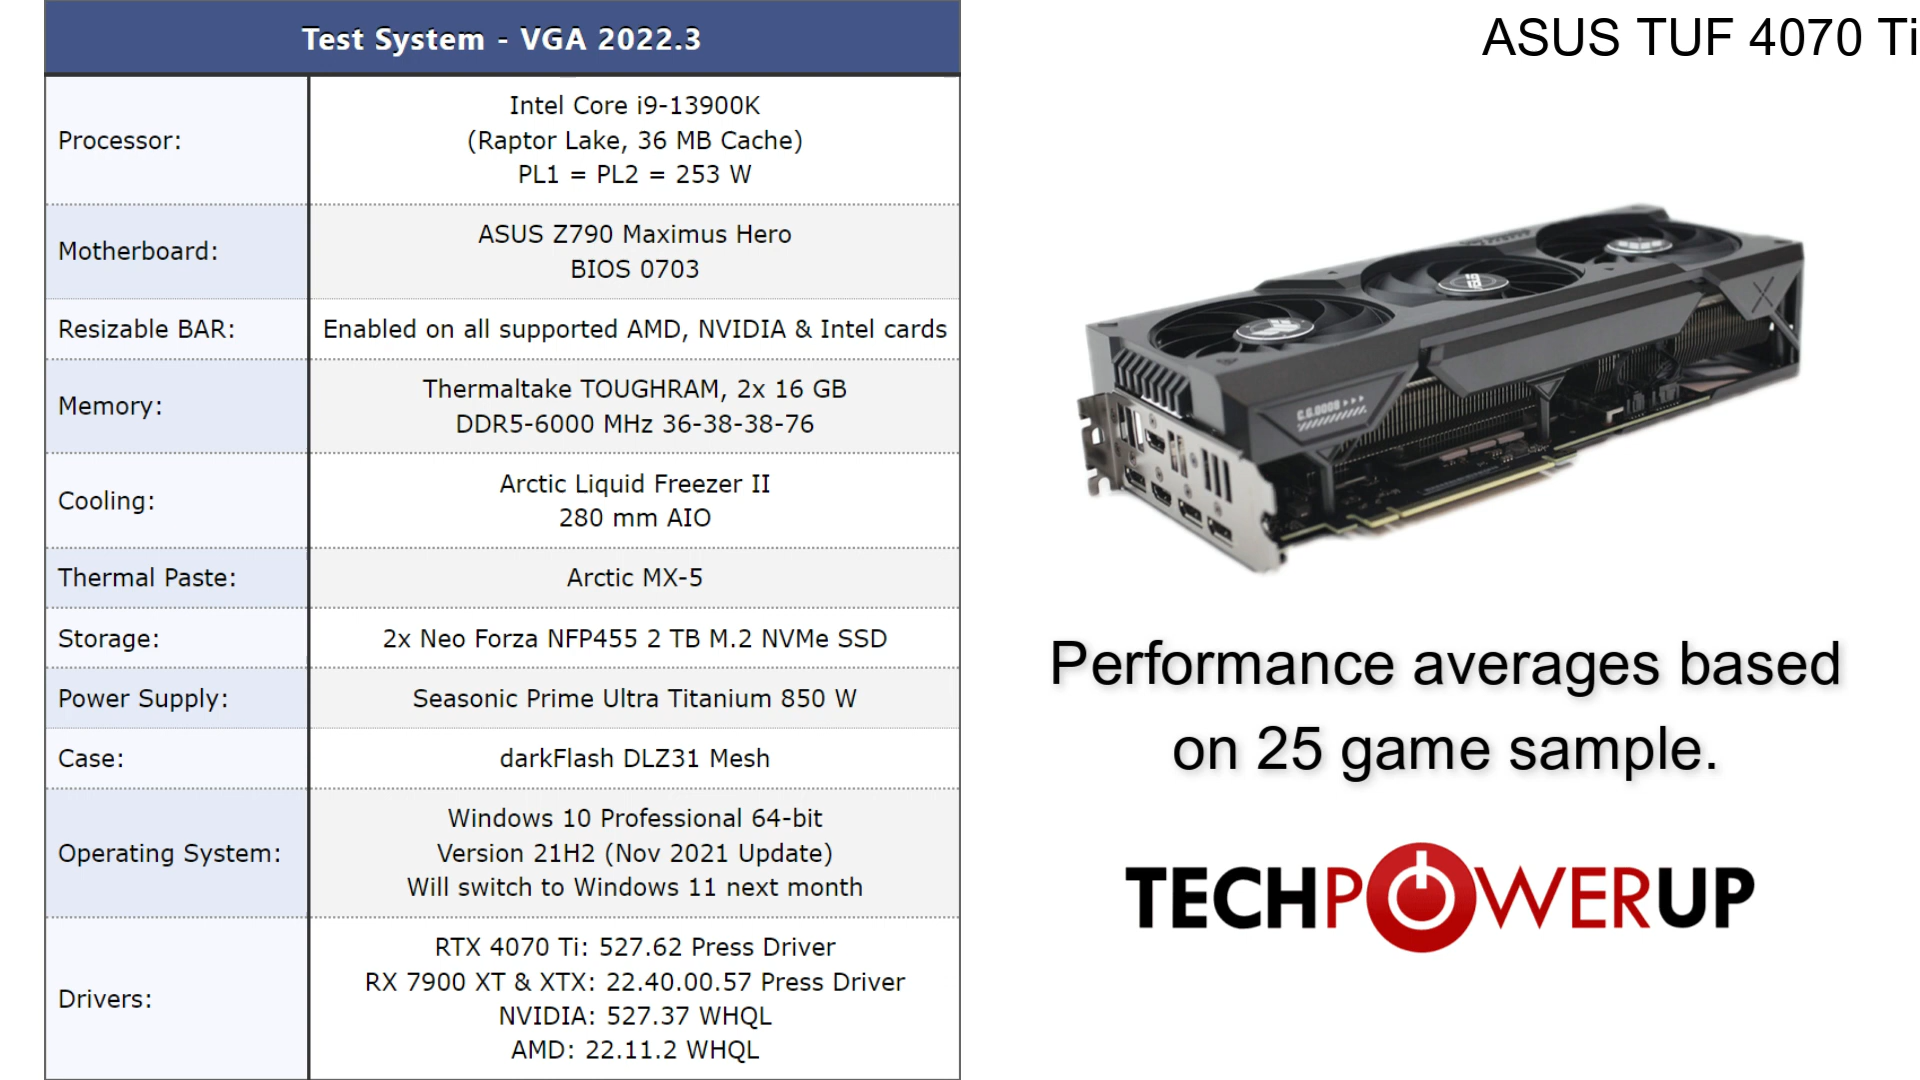 Test System - VGA 2022.3
Processor:
Intel Core i9-13900K
(Raptor Lake, 36 MB Cache)
PL1 = PL2 = 253 W
Motherboard:
ASUS Z790 Maximus Hero
BIOS 0703
Resizable BAR:
Enabled on all supported AMD, NVIDIA & Intel cards
Memory:
Thermaltake TOUGHRAM, 2x 16 GB
DDR5-6000 MHz 36-38-38-76
Cooling:
Arctic Liquid Freezer II
280 mm AIO
Thermal Paste:
Arctic MX-5
Storage:
2x Neo Forza NFP455 2 TB M.2 NVMe SSD
Power Supply:
Seasonic Prime Ultra Titanium 850 W
Case:
darkFlash DLZ31 Mesh
Operating System:
Windows 10 Professional 64-bit
Version 21H2 (Nov 2021 Update)
Will switch to Windows 11 next month
Drivers:
RTX 4070 Ti: 527.62 Press Driver
RX 7900 XT & XTX: 22.40.00.57 Press Driver
NVIDIA: 527.37 WHQL
AMD: 22.11.2 WHQL
ASUS TUF 4070 Ti
C.G.0009
Performance averages based
on 25 game sample.
TECHPOWERUP